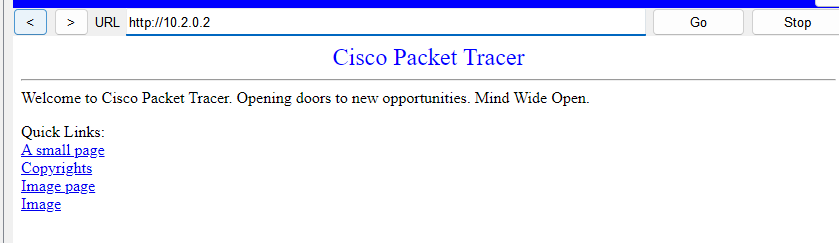 < > URL http://10.2.0.2 Go Stop
Cisco Packet Tracer
Welcome to Cisco Packet Tracer. Opening doors to new opportunities. Mind Wide Open.
Quick Links:
A small page
Copyrights
Image page
Image